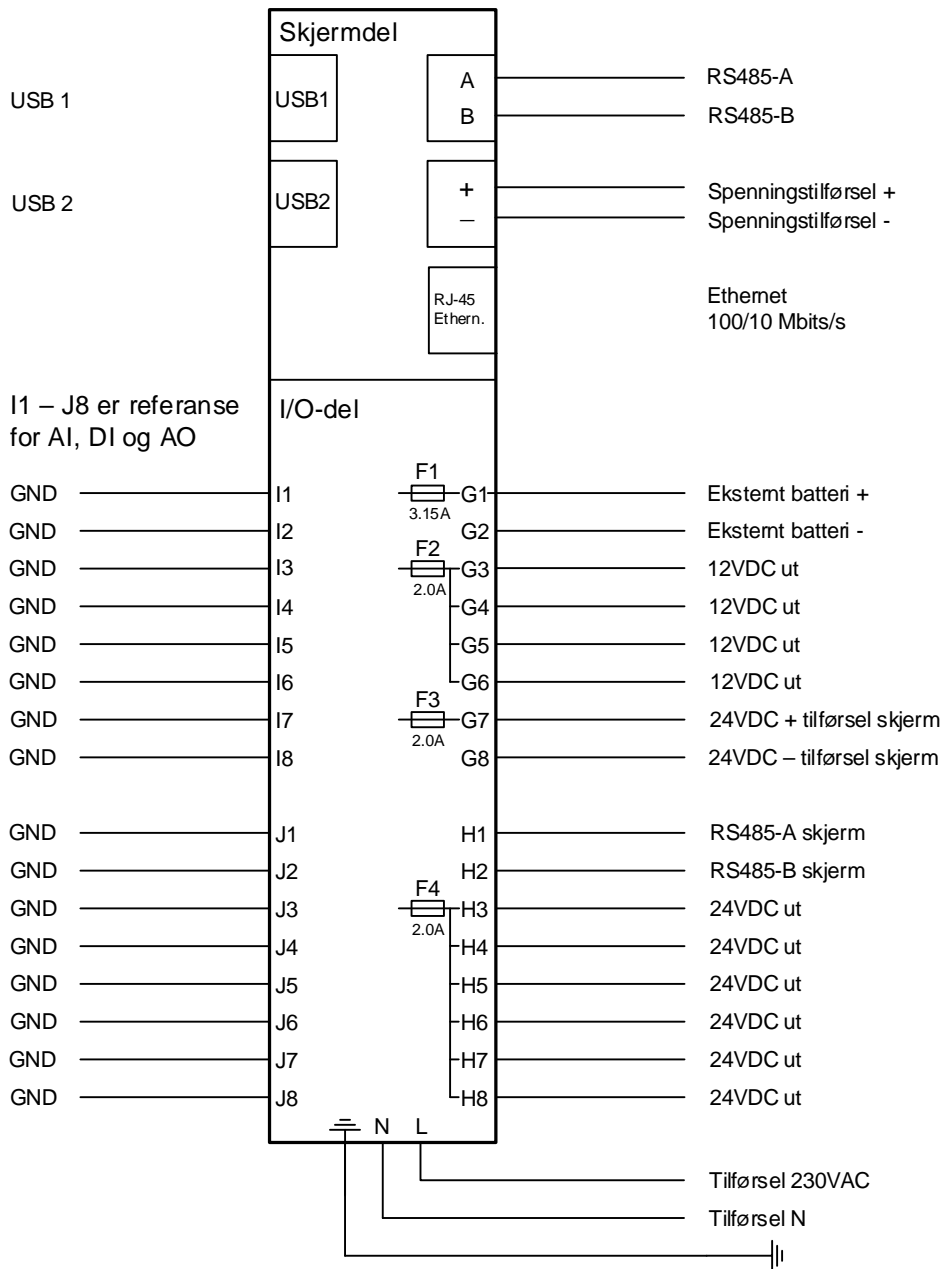 Skjermdel
USB 1
USB1
A
RS485-A
B
RS485-B
USB 2
USB2
+
Spenningstilførsel +
–
Spenningstilførsel -
RJ-45
Ethern.
Ethernet
100/10 Mbits/s
I1 – J8 er referanse
for AI, DI og AO
I/O-del
GND I1 F1 3.15A G1 Eksternt batteri +
GND I2 G2 Eksternt batteri -
GND I3 F2 2.0A G3 12VDC ut
GND I4 G4 12VDC ut
GND I5 G5 12VDC ut
GND I6 G6 12VDC ut
GND I7 F3 2.0A G7 24VDC + tilførsel skjerm
GND I8 G8 24VDC – tilførsel skjerm
GND J1 H1 RS485-A skjerm
GND J2 H2 RS485-B skjerm
GND J3 F4 2.0A H3 24VDC ut
GND J4 H4 24VDC ut
GND J5 H5 24VDC ut
GND J6 H6 24VDC ut
GND J7 H7 24VDC ut
GND J8 H8 24VDC ut
N L
Tilførsel 230VAC
Tilførsel N